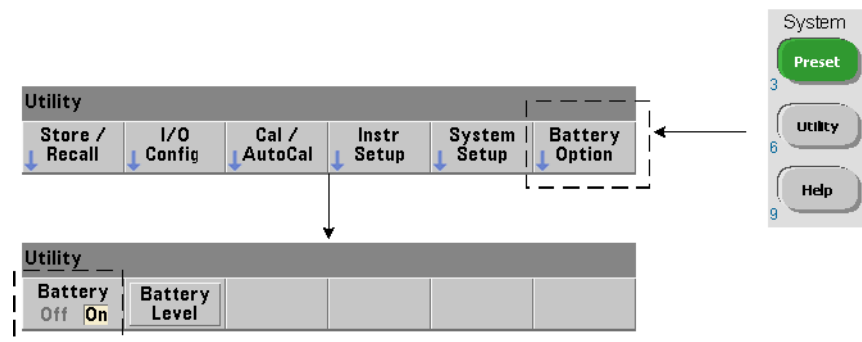 System
Preset
3
Utility
6
Help
9
Utility
Store / Recall
I/O Config
Cal / AutoCal
Instr Setup
System Setup
Battery Option
Utility
Battery
Off On
Battery Level